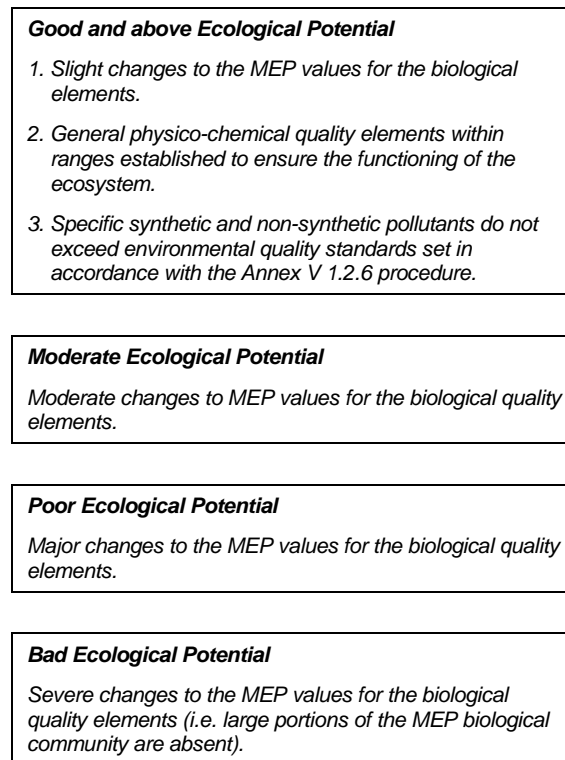 Good and above Ecological Potential
1. Slight changes to the MEP values for the biological
elements.
2. General physico-chemical quality elements within
ranges established to ensure the functioning of the
ecosystem.
3. Specific synthetic and non-synthetic pollutants do not
exceed environmental quality standards set in
accordance with the Annex V 1.2.6 procedure.
Moderate Ecological Potential
Moderate changes to MEP values for the biological quality
elements.
Poor Ecological Potential
Major changes to the MEP values for the biological quality
elements.
Bad Ecological Potential
Severe changes to the MEP values for the biological
quality elements (i.e. large portions of the MEP biological
community are absent).